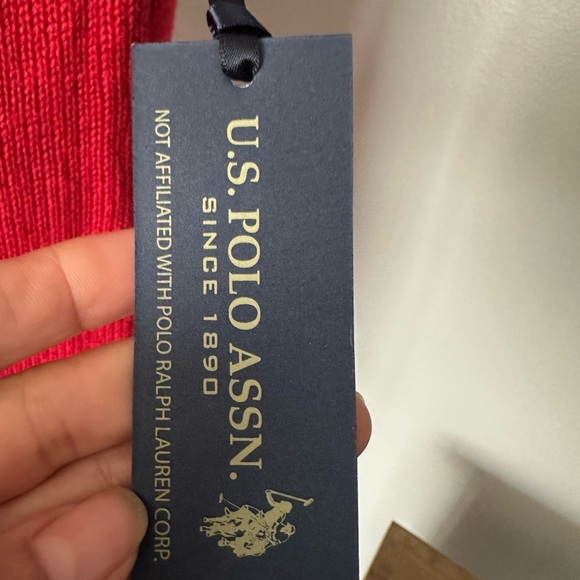 U.S. POLO ASSN.
SINCE 1890
NOT AFFILIATED WITH POLO RALPH LAUREN CORP.